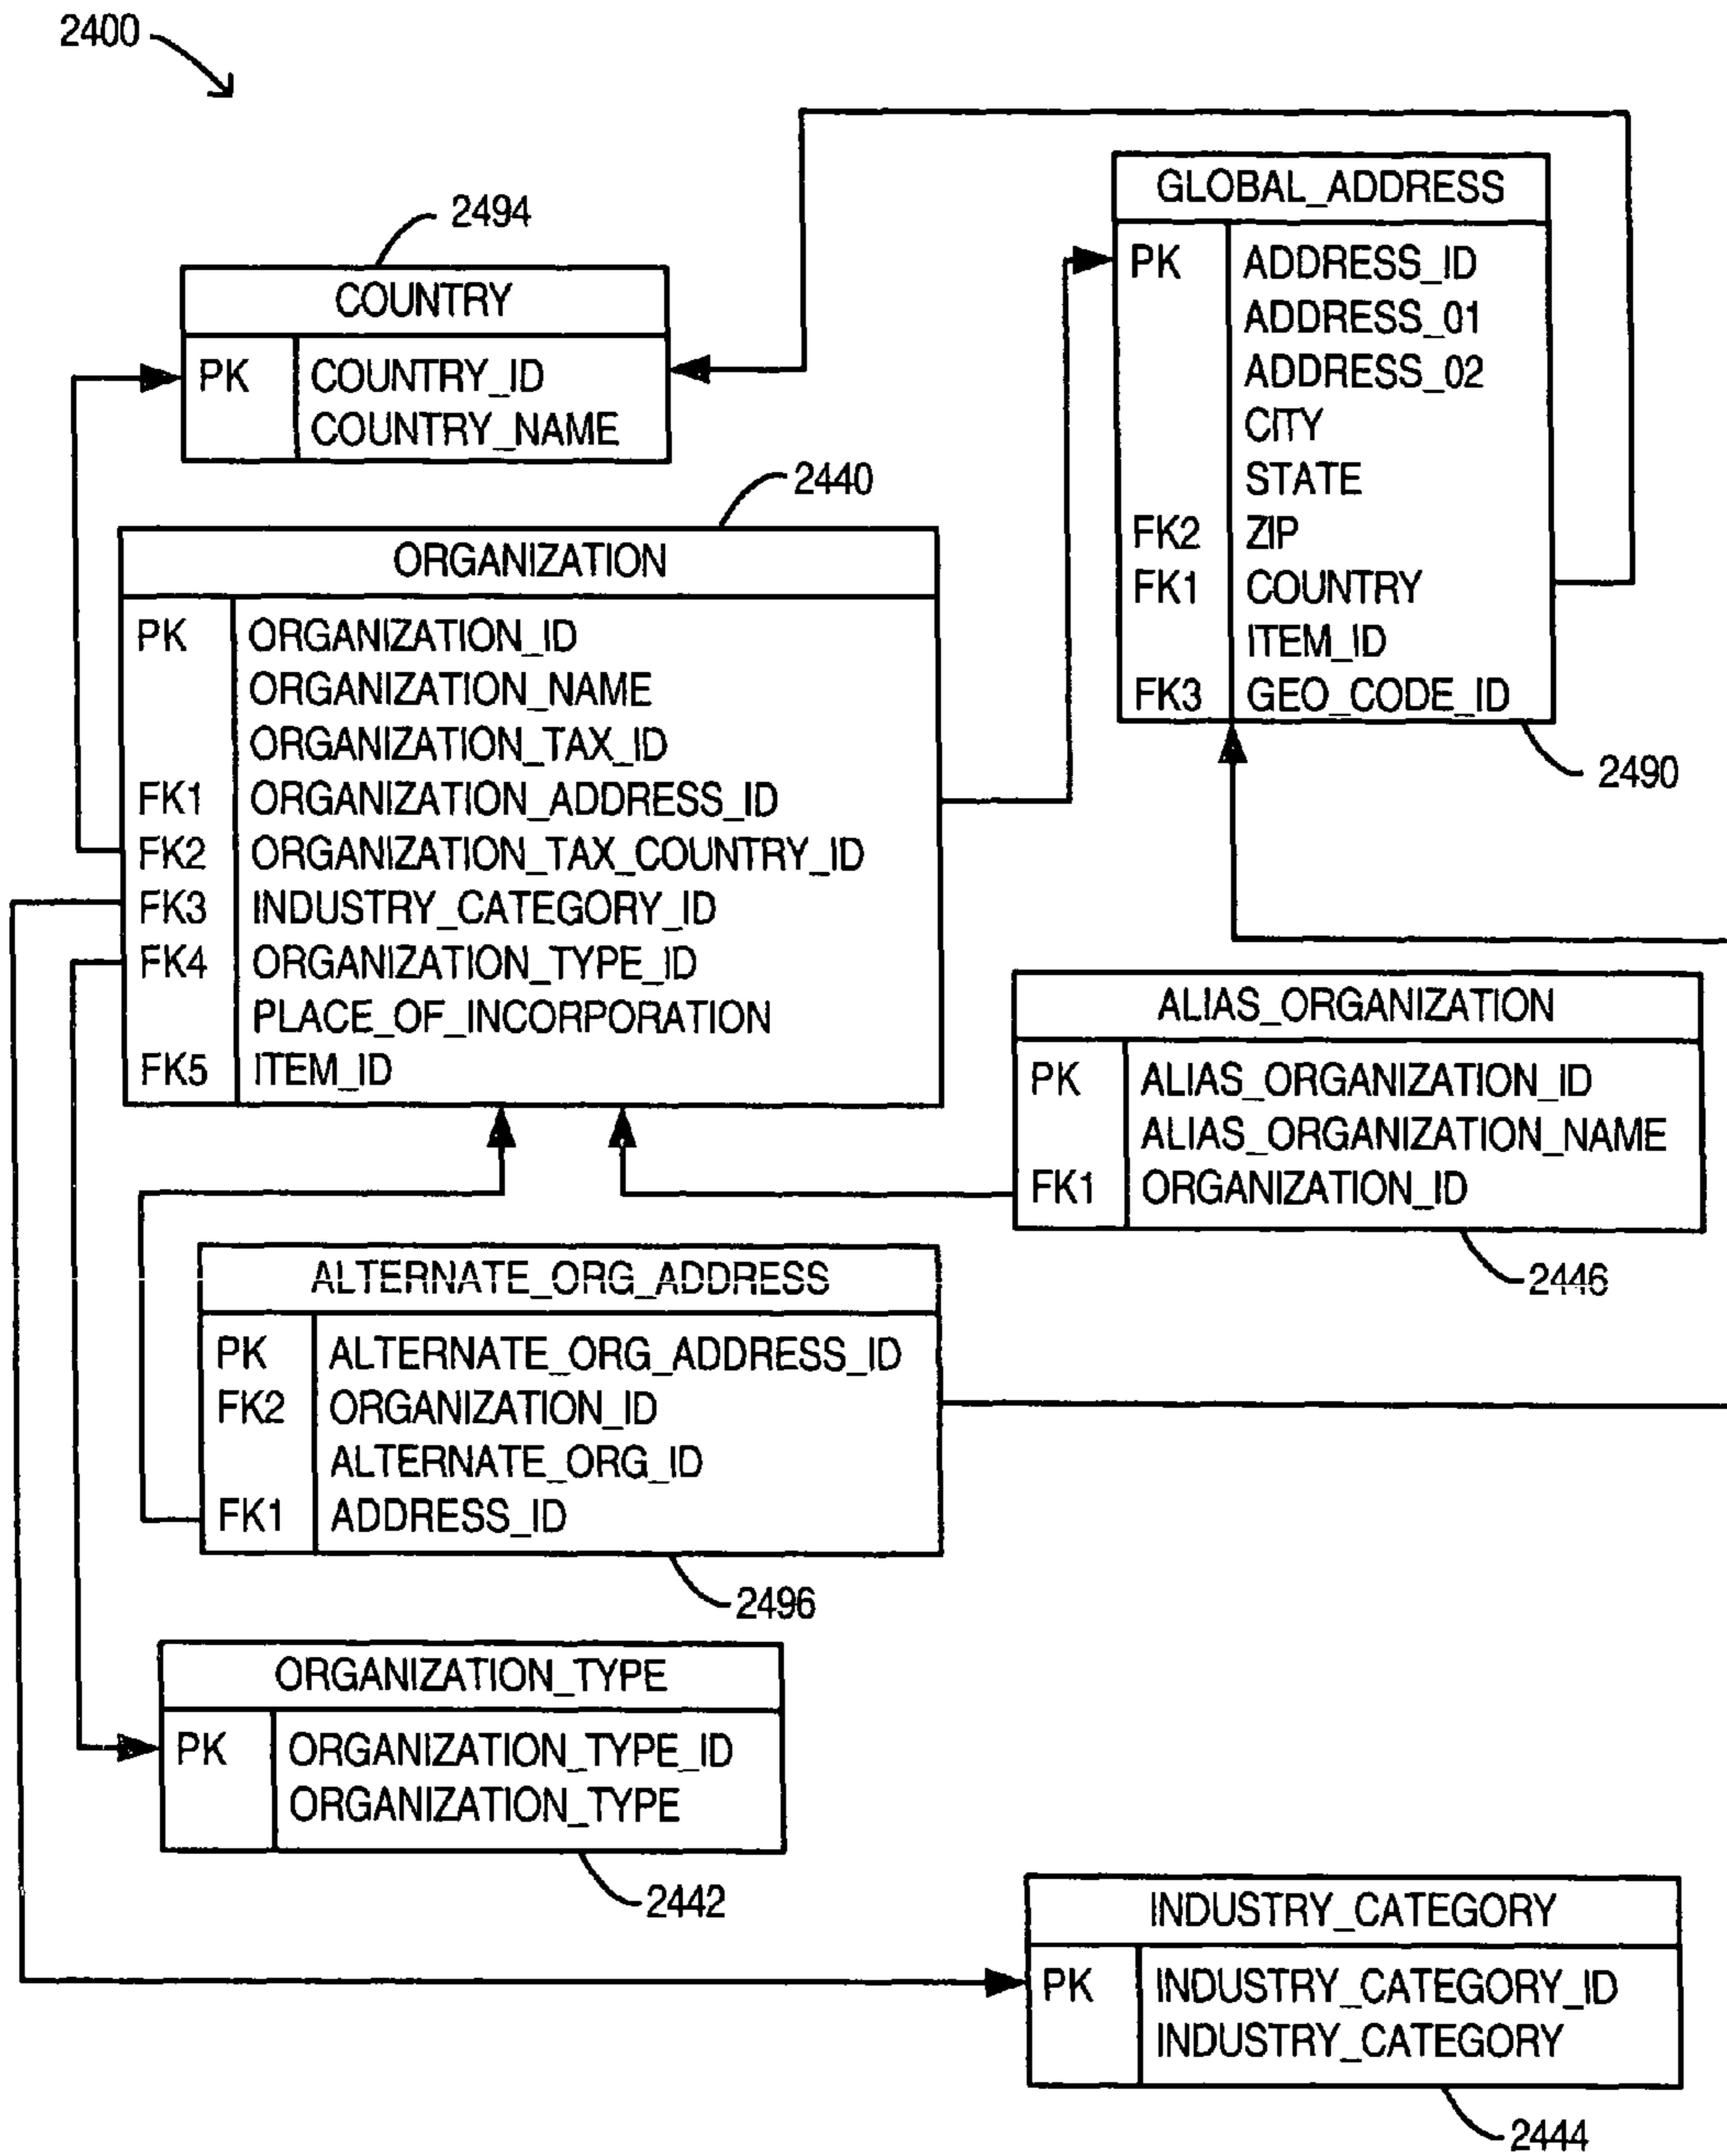 2400
2494
COUNTRY
PK COUNTRY_ID
COUNTRY_NAME
GLOBAL_ADDRESS
PK ADDRESS_ID
ADDRESS_01
ADDRESS_02
CITY
STATE
FK2 ZIP
FK1 COUNTRY
ITEM_ID
FK3 GEO_CODE_ID
2490
2440
ORGANIZATION
PK ORGANIZATION_ID
ORGANIZATION_NAME
ORGANIZATION_TAX_ID
FK1 ORGANIZATION_ADDRESS_ID
FK2 ORGANIZATION_TAX_COUNTRY_ID
FK3 INDUSTRY_CATEGORY_ID
FK4 ORGANIZATION_TYPE_ID
PLACE_OF_INCORPORATION
FK5 ITEM_ID
ALIAS_ORGANIZATION
PK ALIAS_ORGANIZATION_ID
ALIAS_ORGANIZATION_NAME
FK1 ORGANIZATION_ID
2446
ALTERNATE_ORG_ADDRESS
PK ALTERNATE_ORG_ADDRESS_ID
FK2 ORGANIZATION_ID
ALTERNATE_ORG_ID
FK1 ADDRESS_ID
2496
ORGANIZATION_TYPE
PK ORGANIZATION_TYPE_ID
ORGANIZATION_TYPE
2442
INDUSTRY_CATEGORY
PK INDUSTRY_CATEGORY_ID
INDUSTRY_CATEGORY
2444